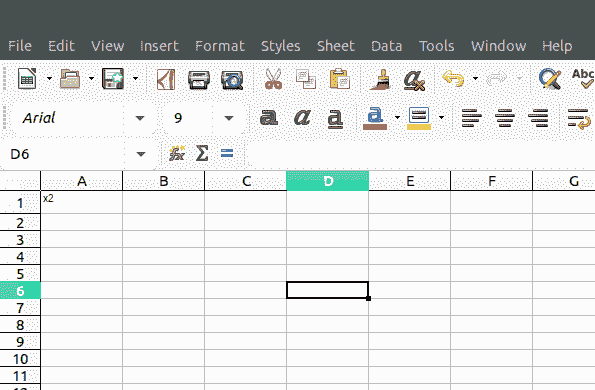 File Edit View Insert Format Styles Sheet Data Tools Window Help
Abc
Arial 9 a a a a
D6 fx Σ =
A B C D E F G
1 x2
2
3
4
5
6
7
8
9
10
11